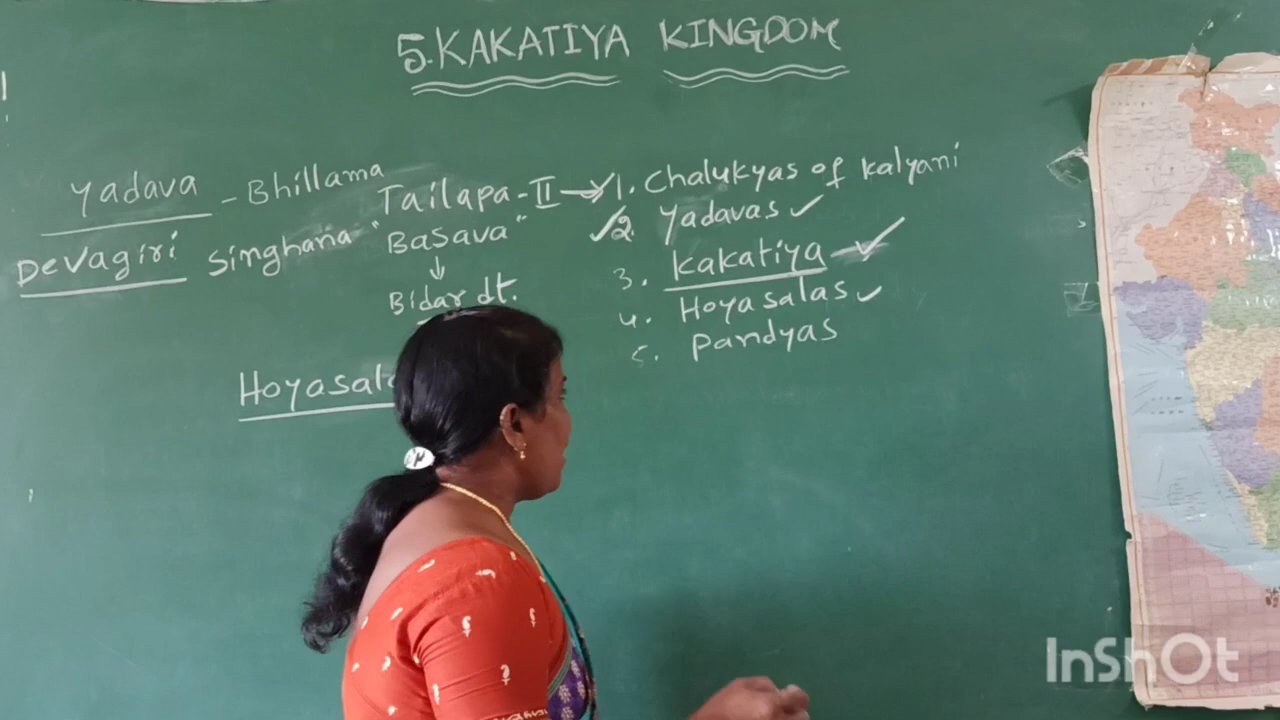 5. KAKATIYA KINGDOM
Yadava - Bhillama
Devagiri Singhana
Tailapa-II → 1. Chalukyas of Kalyani
"Basava"
↓
Bidar dt.
2. Yadavas ✓
3. Kakatiya ✓
4. Hoyasalas ✓
5. Pandyas
Hoyasala
InShOt